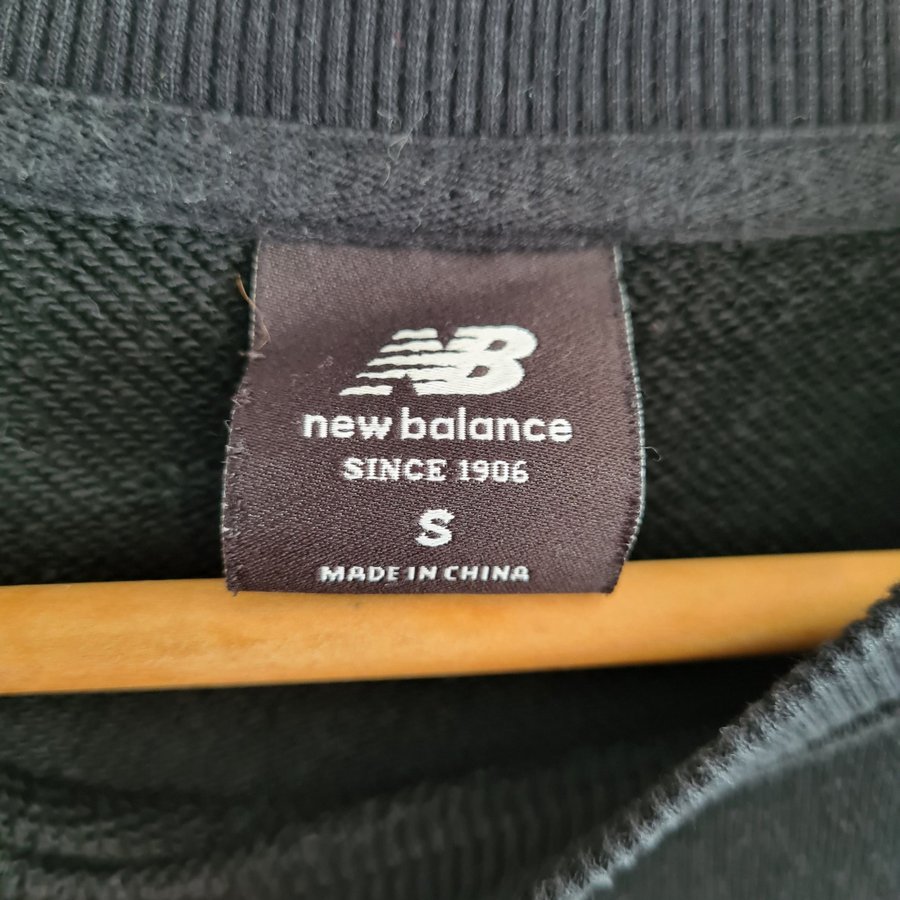 NB
new balance
SINCE 1906
S
MADE IN CHINA